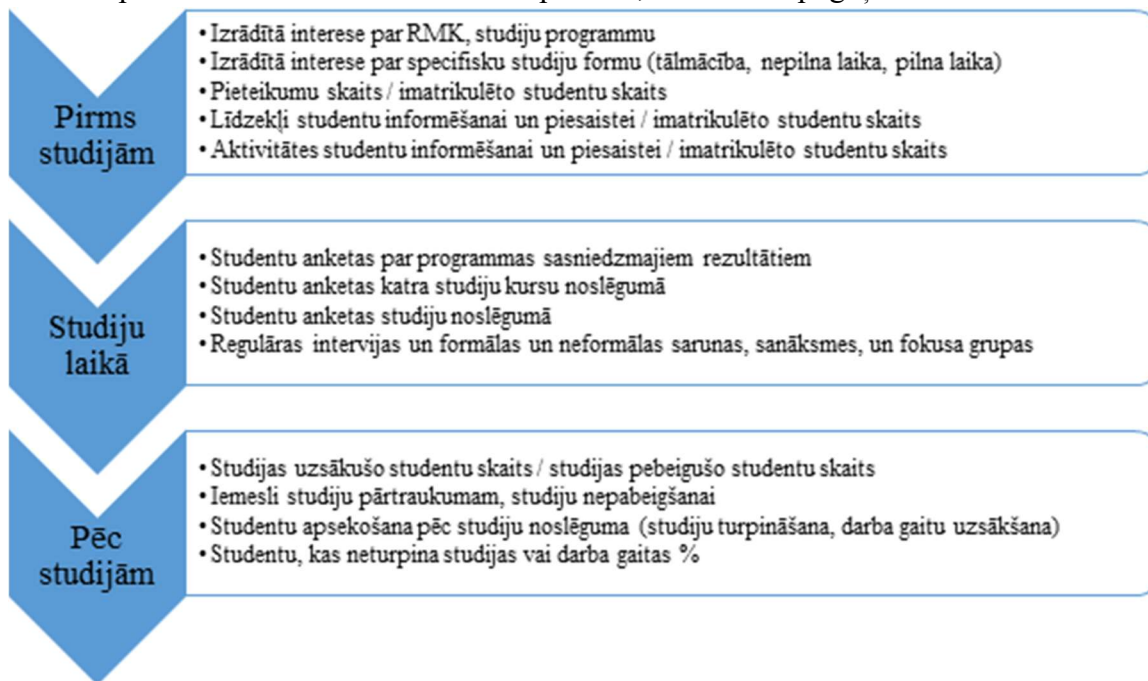 Pirms
studijām
• Izrādītā interese par RMK, studiju programmu
• Izrādītā interese par specifisku studiju formu (tālmācība, nepilna laika, pilna laika)
• Pieteikumu skaits / imatrikulēto studentu skaits
• Līdzekļi studentu informēšanai un piesaistei / imatrikulēto studentu skaits
• Aktivitātes studentu informēšanai un piesaistei / imatrikulēto studentu skaits
Studiju
laikā
• Studentu anketas par programmas sasniedzmajiem rezultātiem
• Studentu anketas katra studiju kursu noslēgumā
• Studentu anketas studiju noslēgumā
• Regulāras intervijas un formālas un neformālas sarunas, sanāksmes, un fokusa grupas
Pēc
studijām
• Studijas uzsākušo studentu skaits / studijas pebeigušo studentu skaits
• Iemesli studiju pārtraukumam, studiju nepabeigšanai
• Studentu apsekošana pēc studiju noslēguma (studiju turpināšana, darba gaitu uzsākšana)
• Studentu, kas neturpina studijas vai darba gaitas %